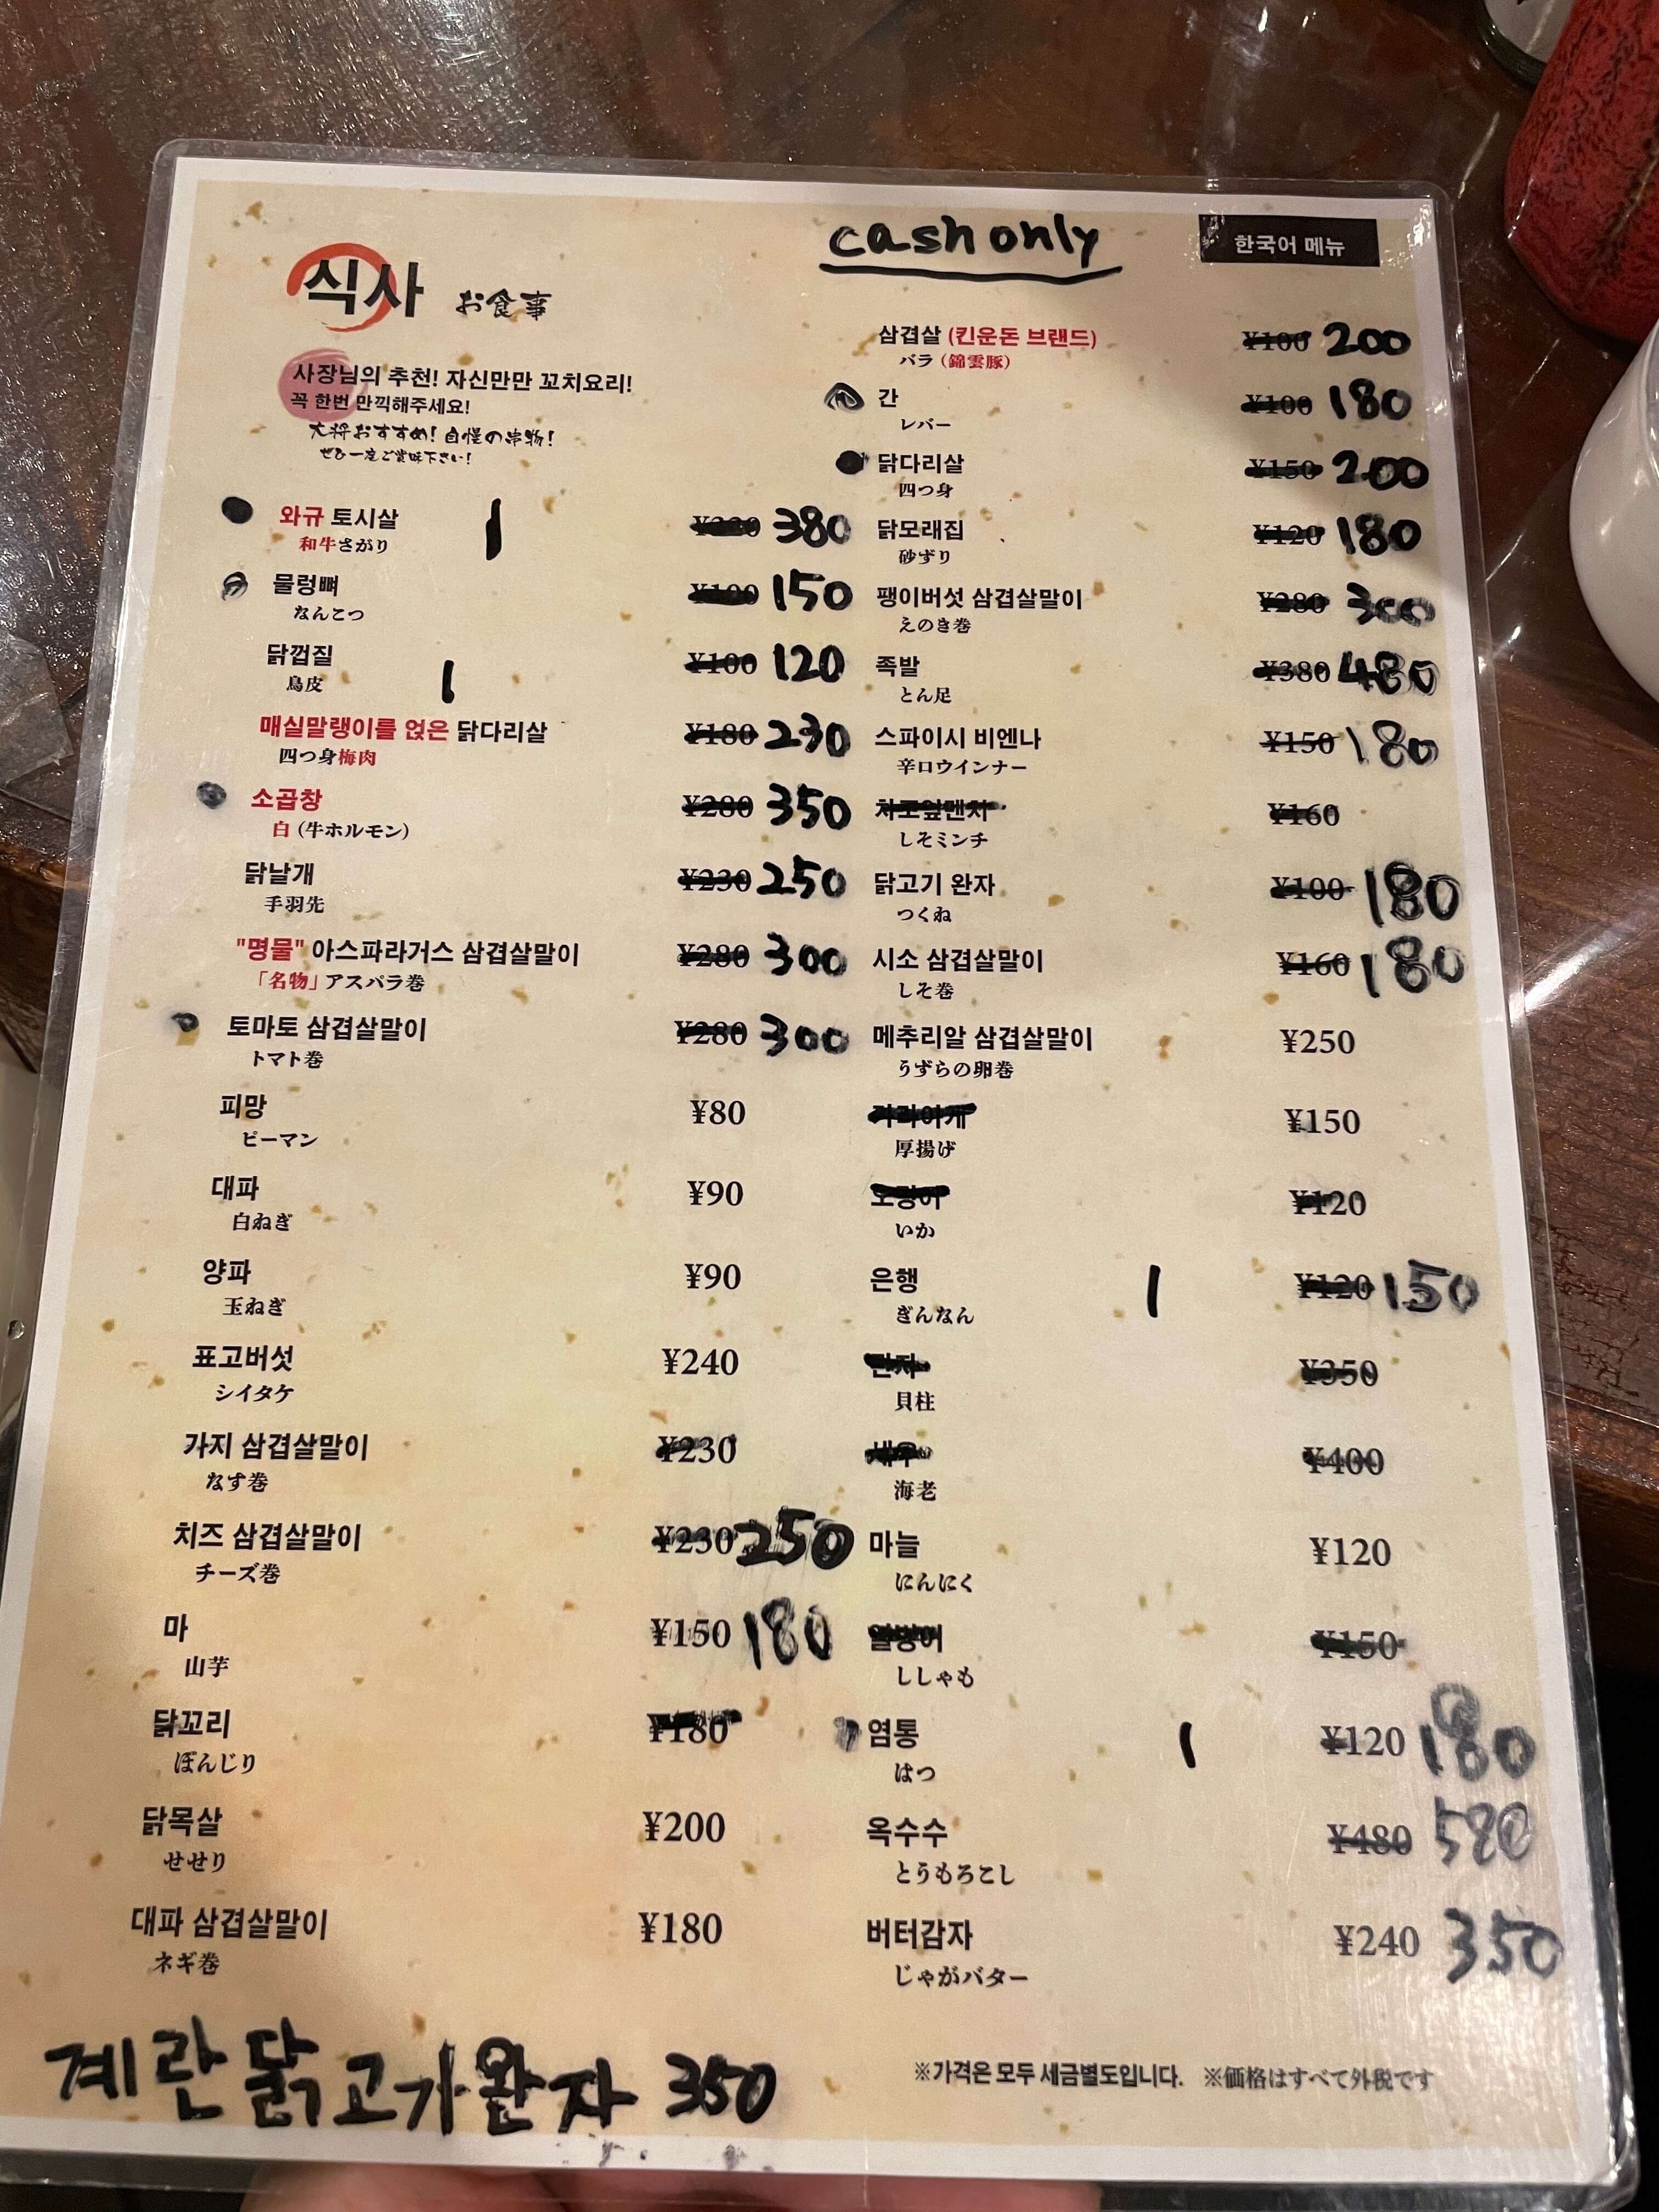 cash only
한국어 메뉴
식사 お食事
사장님의 추천! 자신만만 꼬치요리!
꼭 한번 만끽해주세요!
大将おすすめ! 自慢の串物!
ぜひ一度ご賞味下さい!
와규 토시살 1 380
和牛さがり
물렁뼈 ¥100 150
なんこつ
닭껍질 1 ¥100 120
鳥皮
매실말랭이를 얹은 닭다리살 ¥180 230
四つ身梅肉
소곱창 ¥280 350
白 (牛ホルモン)
닭날개 ¥230 250
手羽先
"명물" 아스파라거스 삼겹살말이 ¥280 300
「名物」アスパラ巻
토마토 삼겹살말이 ¥280 300
トマト巻
피망 ¥80
ピーマン
대파 ¥90
白ねぎ
양파 ¥90
玉ねぎ
표고버섯 ¥240
シイタケ
가지 삼겹살말이 ¥230
なす巻
치즈 삼겹살말이 ¥230 250
チーズ巻
마 ¥150 180
山芋
닭꼬리 ¥180
ぼんじり
닭목살 ¥200
せせり
대파 삼겹살말이 ¥180
ネギ巻
계란닭고가완자 350
삼겹살 (킨운돈 브랜드) ¥100 200
バラ (錦雲豚)
간 ¥100 180
レバー
닭다리살 ¥150 200
四つ身
닭모래집 ¥120 180
砂ずり
팽이버섯 삼겹살말이 ¥280 300
えのき巻
족발 ¥380 480
とん足
스파이시 비엔나 ¥150 180
辛口ウインナー
¥160
しそミンチ
닭고기 완자 ¥100 180
つくね
시소 삼겹살말이 ¥160 180
しそ巻
메추리알 삼겹살말이 ¥250
うずらの卵巻
¥150
厚揚げ
¥120
いか
은행 1 ¥120 150
ぎんなん
¥350
貝柱
¥400
海老
마늘 ¥120
にんにく
¥150
ししゃも
염통 1 ¥120 180
はつ
옥수수 ¥480 580
とうもろこし
버터감자 ¥240 350
じゃがバター
※가격은 모두 세금별도입니다. ※価格はすべて外税です